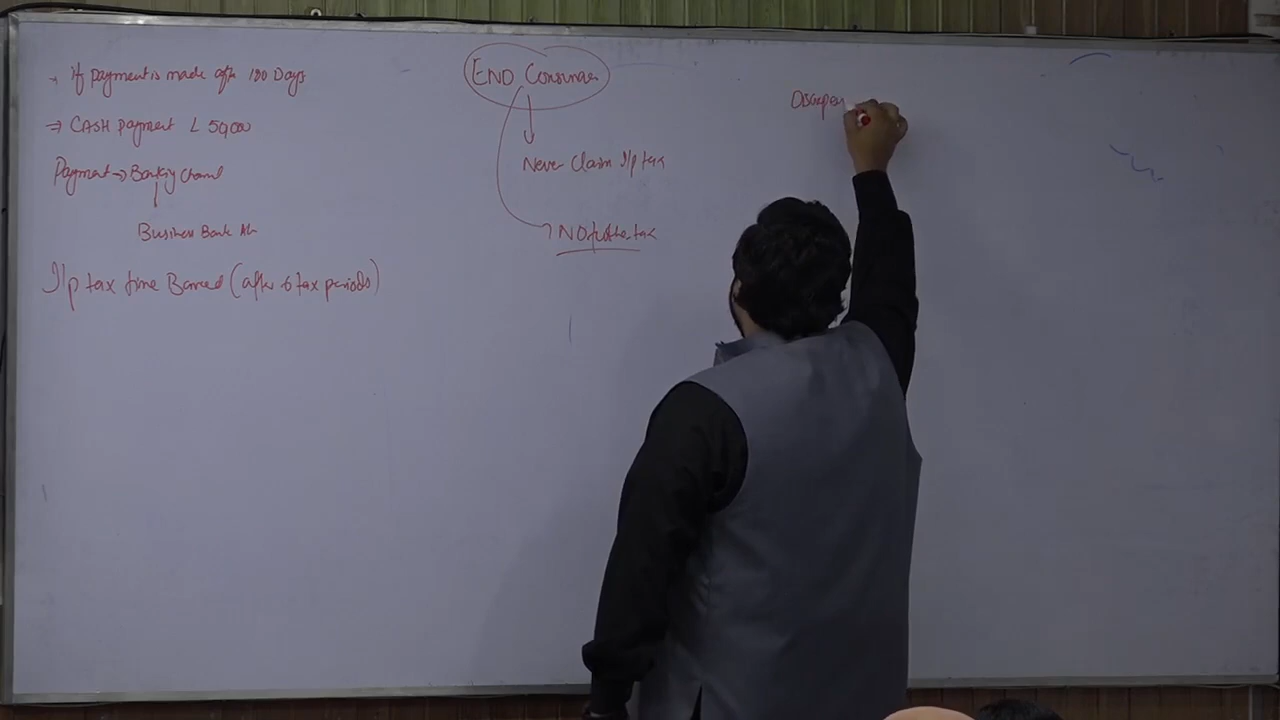 If Payment is made after 180 Days
⇒ CASH Payment L 50,000
Payment → Banking Channel
Business Bank A/c
I/p tax time Barred (after 6 tax periods)
END Consumer
Never Claim I/p tax
NO further tax
Discrepen